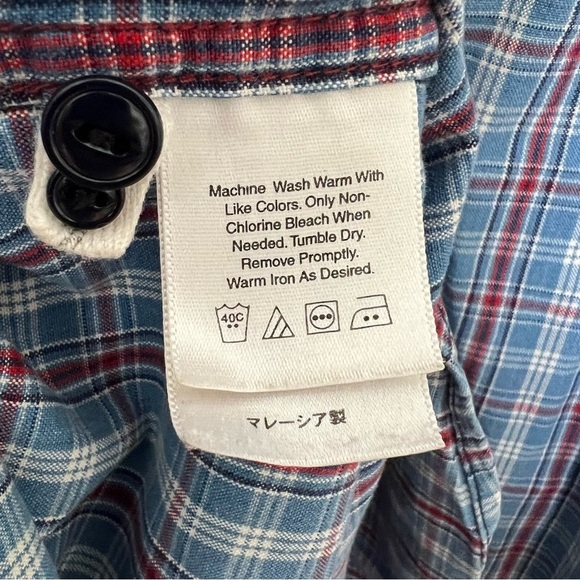 Machine Wash Warm With
Like Colors. Only Non-
Chlorine Bleach When
Needed. Tumble Dry.
Remove Promptly.
Warm Iron As Desired.
40C
マレーシア製